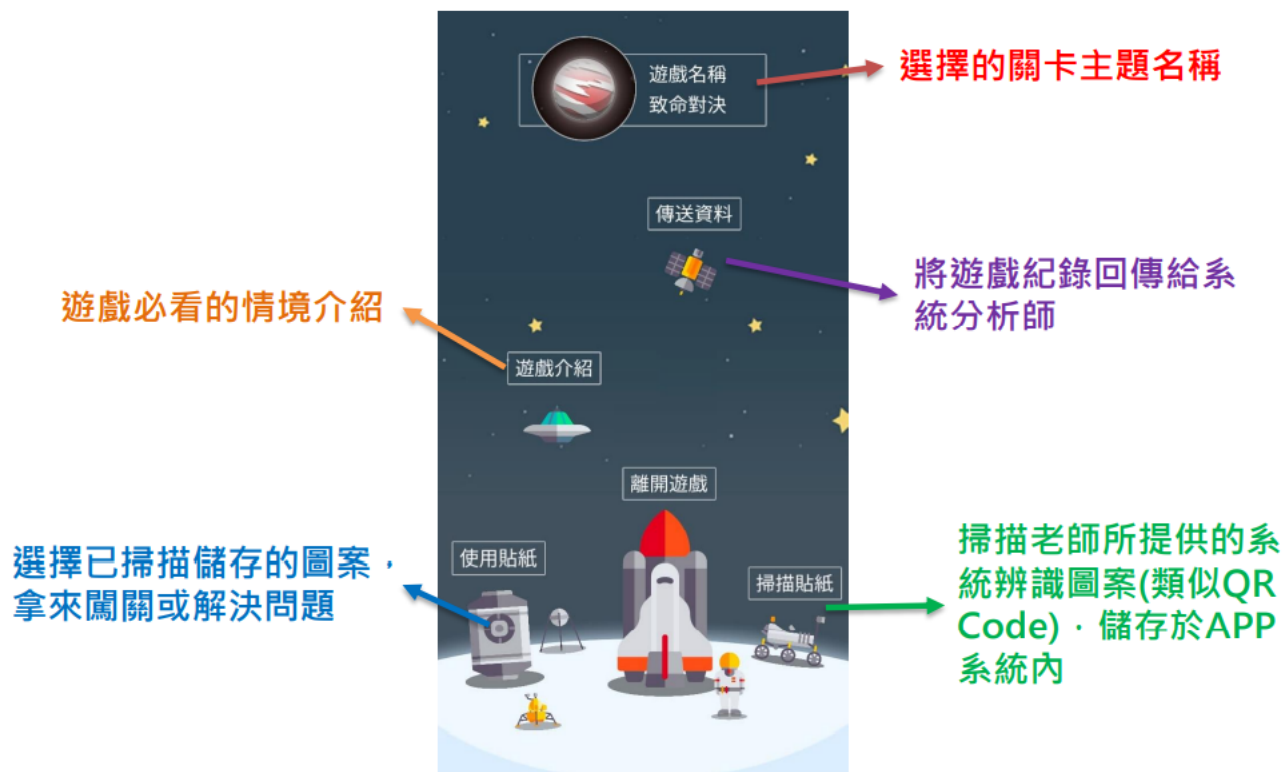 遊戲名稱
致命對決
選擇的關卡主題名稱
傳送資料
將遊戲紀錄回傳給系
統分析師
遊戲必看的情境介紹
遊戲介紹
離開遊戲
選擇已掃描儲存的圖案，
拿來闖關或解決問題
使用貼紙
掃描貼紙
掃描老師所提供的系
統辨識圖案(類似QR
Code)，儲存於APP
系統內